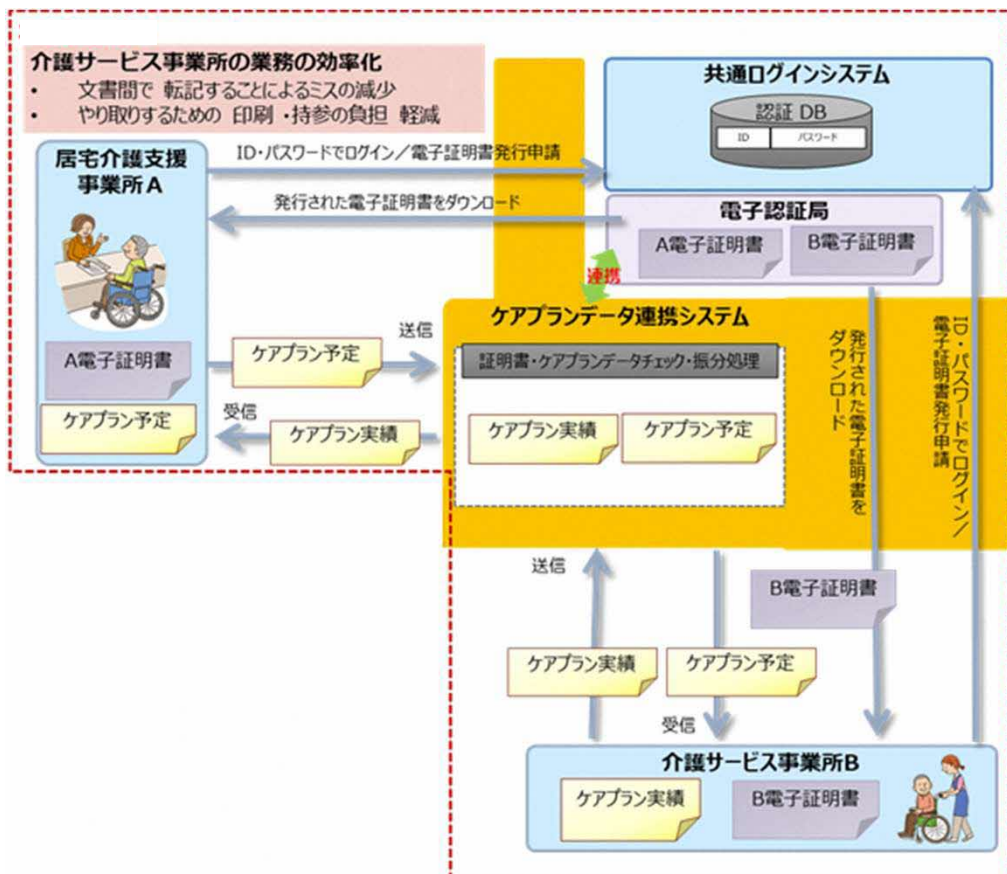 介護サービス事業所の業務の効率化
• 文書間で 転記することによるミスの減少
• やり取りするための 印刷 ・持参の負担 軽減
共通ログインシステム
認証 DB
ID パスワード
居宅介護支援
事業所A
ID・パスワードでログイン／電子証明書発行申請
発行された電子証明書をダウンロード
電子認証局
A電子証明書
B電子証明書
連携
ケアプランデータ連携システム
証明書・ケアプランデータチェック・振分処理
ケアプラン実績
ケアプラン予定
A電子証明書
ケアプラン予定
送信
ケアプラン予定
受信
ケアプラン実績
発行された電子証明書を
ダウンロード
ID・パスワードでログイン／
電子証明書発行申請
送信
B電子証明書
ケアプラン実績
ケアプラン予定
受信
介護サービス事業所B
ケアプラン実績
B電子証明書